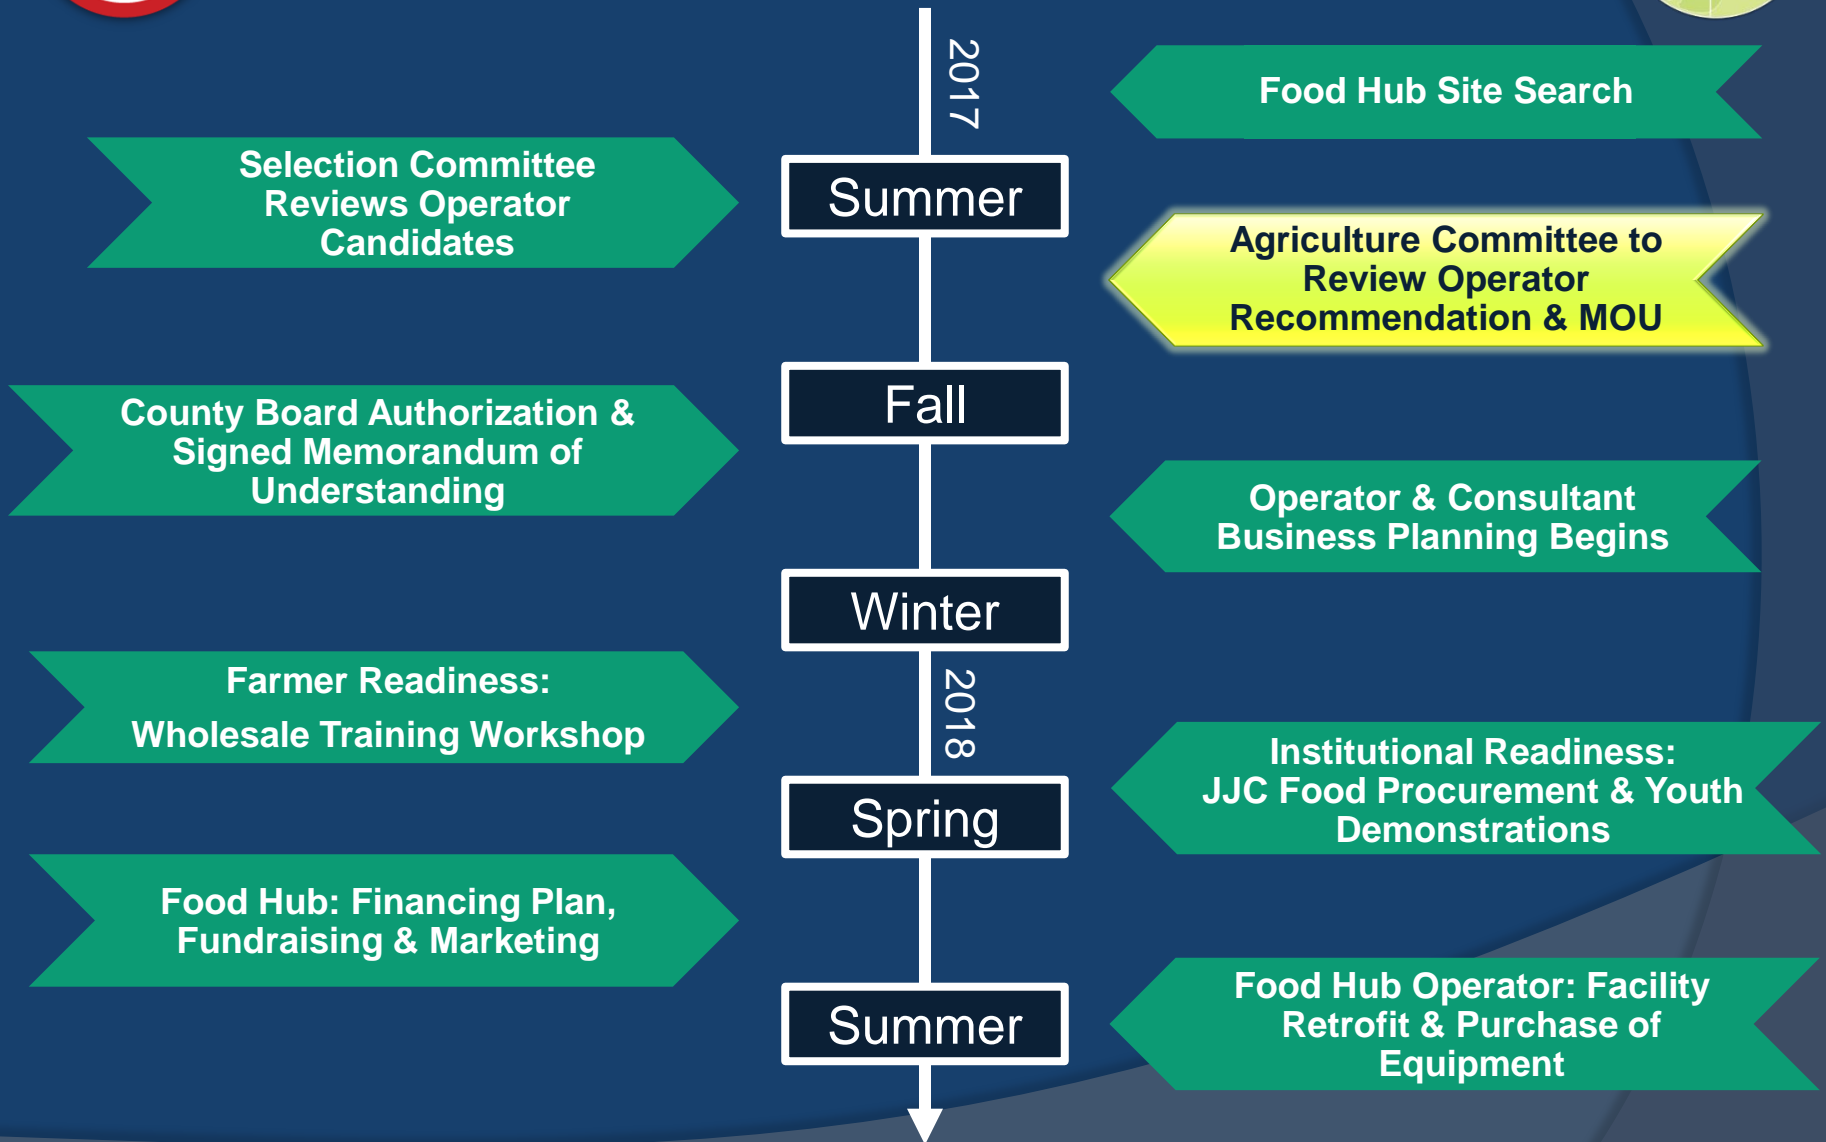 2017
Food Hub Site Search
Selection Committee
Reviews Operator
Candidates
Summer
Agriculture Committee to
Review Operator
Recommendation & MOU
Fall
County Board Authorization &
Signed Memorandum of
Understanding
Operator & Consultant
Business Planning Begins
Winter
Farmer Readiness:
Wholesale Training Workshop
2018
Institutional Readiness:
JJC Food Procurement & Youth
Demonstrations
Spring
Food Hub: Financing Plan,
Fundraising & Marketing
Food Hub Operator: Facility
Retrofit & Purchase of
Equipment
Summer